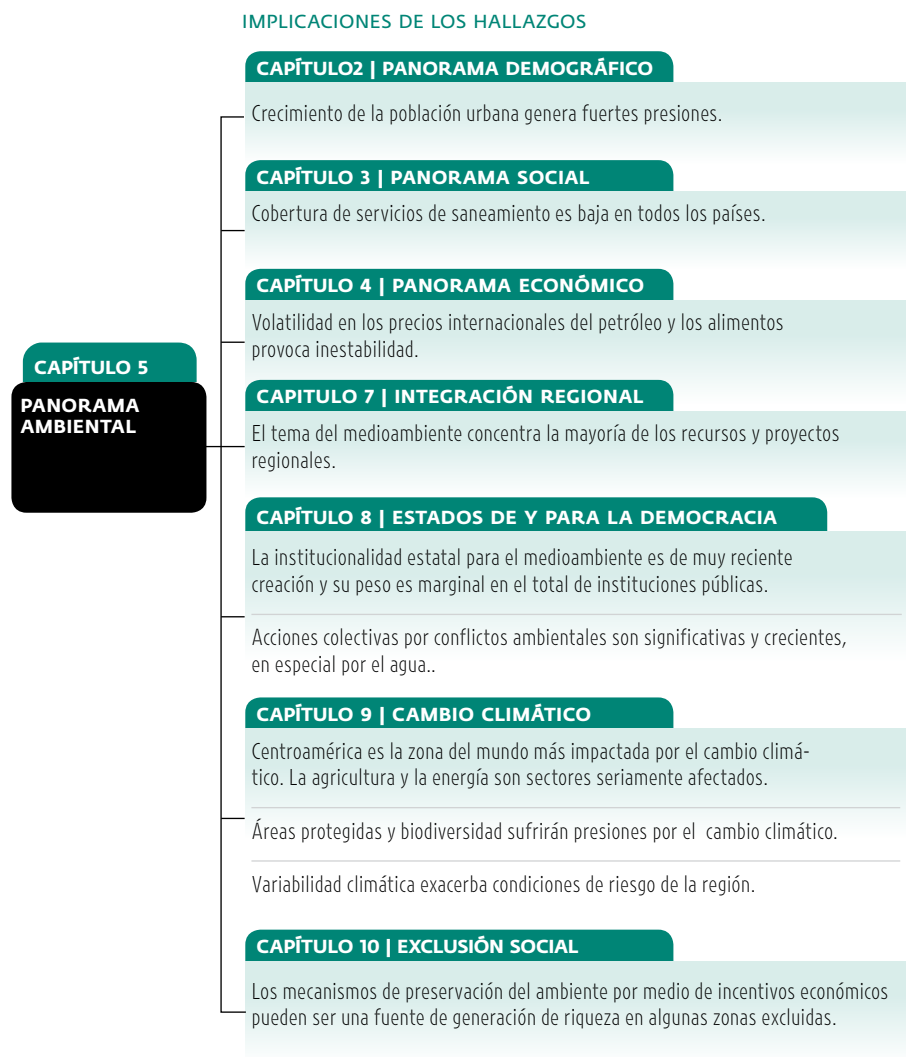 IMPLICACIONES DE LOS HALLAZGOS
CAPÍTULO2 | PANORAMA DEMOGRÁFICO
Crecimiento de la población urbana genera fuertes presiones.
CAPÍTULO 3 | PANORAMA SOCIAL
Cobertura de servicios de saneamiento es baja en todos los países.
CAPÍTULO 4 | PANORAMA ECONÓMICO
Volatilidad en los precios internacionales del petróleo y los alimentos
provoca inestabilidad.
CAPÍTULO 5
PANORAMA
AMBIENTAL
CAPITULO 7 | INTEGRACIÓN REGIONAL
El tema del medioambiente concentra la mayoría de los recursos y proyectos
regionales.
CAPÍTULO 8 | ESTADOS DE Y PARA LA DEMOCRACIA
La institucionalidad estatal para el medioambiente es de muy reciente
creación y su peso es marginal en el total de instituciones públicas.
Acciones colectivas por conflictos ambientales son significativas y crecientes,
en especial por el agua..
CAPÍTULO 9 | CAMBIO CLIMÁTICO
Centroamérica es la zona del mundo más impactada por el cambio climá-
tico. La agricultura y la energía son sectores seriamente afectados.
Áreas protegidas y biodiversidad sufrirán presiones por el cambio climático.
Variabilidad climática exacerba condiciones de riesgo de la región.
CAPÍTULO 10 | EXCLUSIÓN SOCIAL
Los mecanismos de preservación del ambiente por medio de incentivos económicos
pueden ser una fuente de generación de riqueza en algunas zonas excluidas.